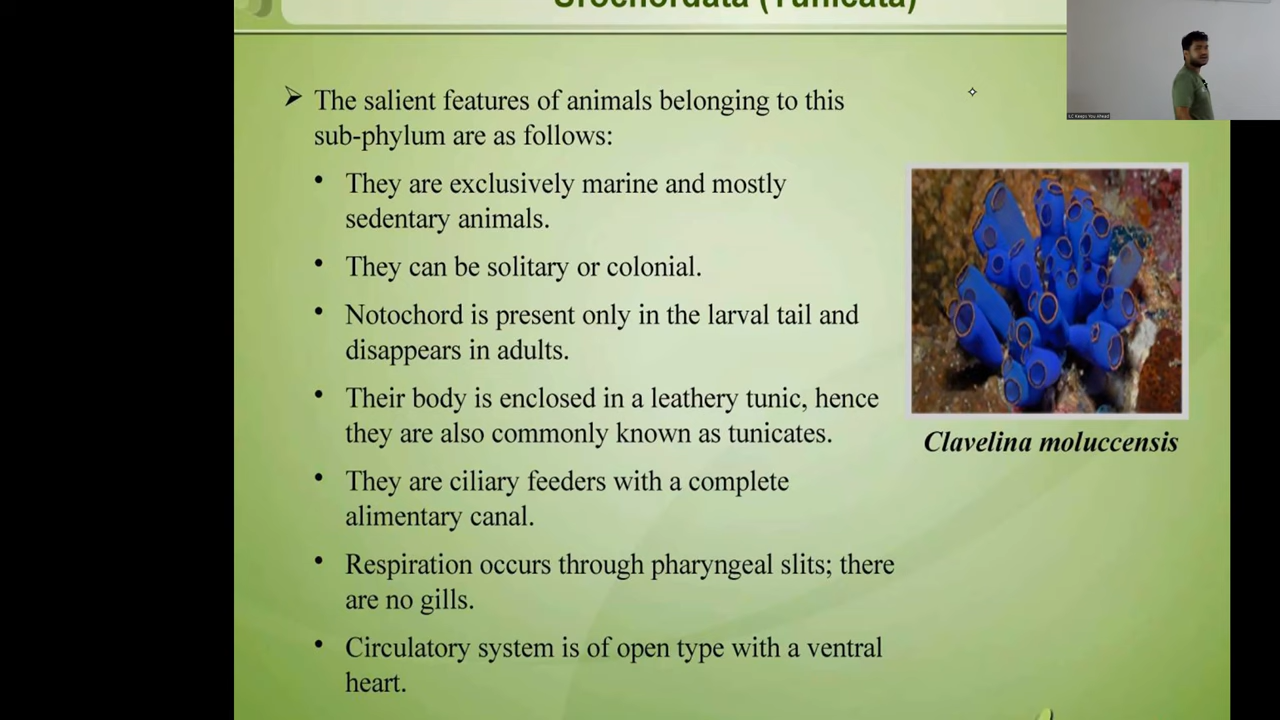 Urochordata (Tunicata)
➢ The salient features of animals belonging to this
sub-phylum are as follows:
• They are exclusively marine and mostly
sedentary animals.
• They can be solitary or colonial.
• Notochord is present only in the larval tail and
disappears in adults.
• Their body is enclosed in a leathery tunic, hence
they are also commonly known as tunicates.
• They are ciliary feeders with a complete
alimentary canal.
• Respiration occurs through pharyngeal slits; there
are no gills.
• Circulatory system is of open type with a ventral
heart.
Clavelina moluccensis